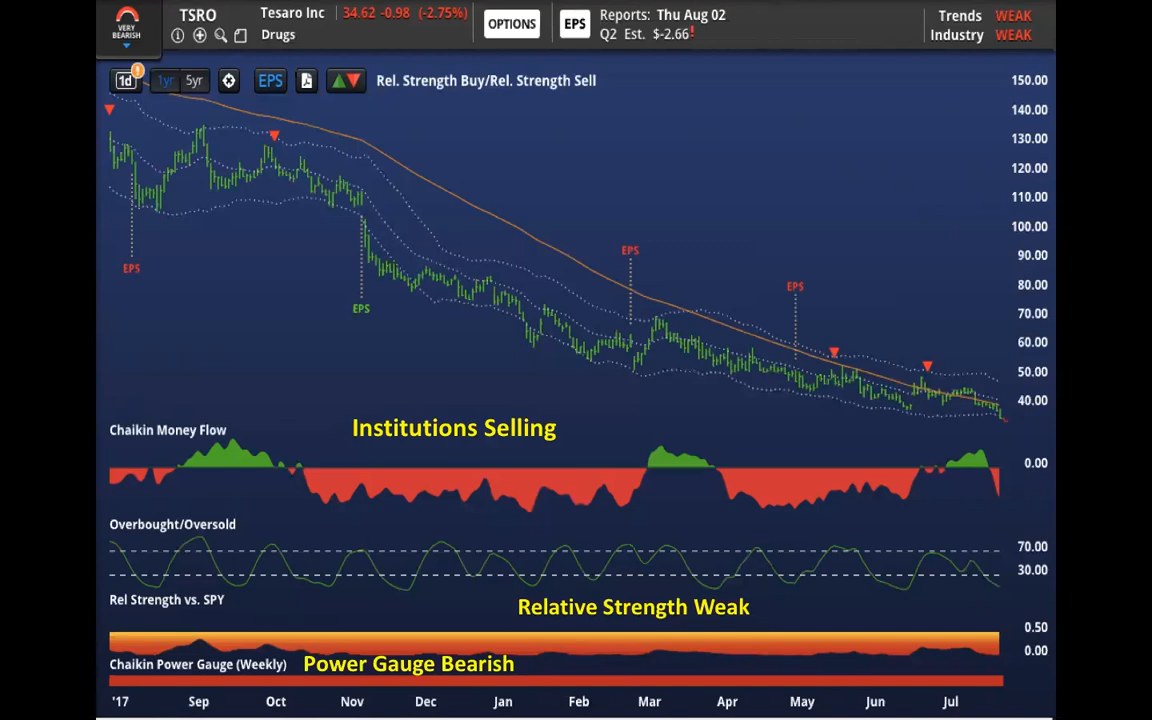 TSRO
Tesaro Inc
34.62 -0.98 (-2.75%)
Drugs
VERY
BEARISH
OPTIONS
EPS
Reports: Thu Aug 02
Q2 Est. $-2.66!
Trends WEAK
Industry WEAK
1d
!
1yr
5yr
EPS
Rel. Strength Buy/Rel. Strength Sell
150.00
140.00
130.00
120.00
110.00
100.00
90.00
80.00
70.00
60.00
50.00
40.00
EPS
EPS
EPS
EPS
Institutions Selling
Chaikin Money Flow
0.00
Overbought/Oversold
70.00
30.00
Rel Strength vs. SPY
Relative Strength Weak
0.50
0.00
Chaikin Power Gauge (Weekly)
Power Gauge Bearish
'17 Sep Oct Nov Dec Jan Feb Mar Apr May Jun Jul